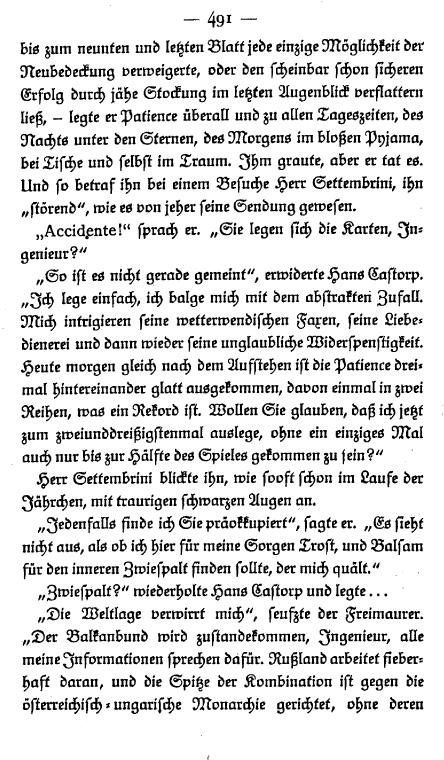 — 491 —
bis zum neunten und letzten Blatt jede einzige Möglichkeit der
Neubedeckung verweigerte, oder den scheinbar schon sicheren
Erfolg durch jähe Stockung im letzten Augenblick verflattern
ließ, – legte er Patience überall und zu allen Tageszeiten, des
Nachts unter den Sternen, des Morgens im bloßen Pyjama,
bei Tische und selbst im Traum. Ihm graute, aber er tat es.
Und so betraf ihn bei einem Besuche Herr Settembrini, ihn
„störend“, wie es von jeher seine Sendung gewesen.
„Accidente!“ sprach er. „Sie legen sich die Karten, In-
genieur?“
„So ist es nicht gerade gemeint“, erwiderte Hans Castorp.
„Ich lege einfach, ich balge mich mit dem abstrakten Zufall.
Mich intrigieren seine wetterwendischen Faxen, seine Liebe-
dienerei und dann wieder seine unglaubliche Widerspenstigkeit.
Heute morgen gleich nach dem Aufstehen ist die Patience drei-
mal hintereinander glatt ausgekommen, davon einmal in zwei
Reihen, was ein Rekord ist. Wollen Sie glauben, daß ich jetzt
zum zweiunddreißigstenmal auslege, ohne ein einziges Mal
auch nur bis zur Hälfte des Spieles gekommen zu sein?“
Herr Settembrini blickte ihn, wie sooft schon im Laufe der
Jährchen, mit traurigen schwarzen Augen an.
„Jedenfalls finde ich Sie präokkupiert“, sagte er. „Es sieht
nicht aus, als ob ich hier für meine Sorgen Trost, und Balsam
für den inneren Zwiespalt finden sollte, der mich quält.“
„Zwiespalt?“ wiederholte Hans Castorp und legte . . .
„Die Weltlage verwirrt mich“, seufzte der Freimaurer.
„Der Balkanbund wird zustandekommen, Ingenieur, alle
meine Informationen sprechen dafür. Rußland arbeitet fieber-
haft daran, und die Spitze der Kombination ist gegen die
österreichisch-ungarische Monarchie gerichtet, ohne deren